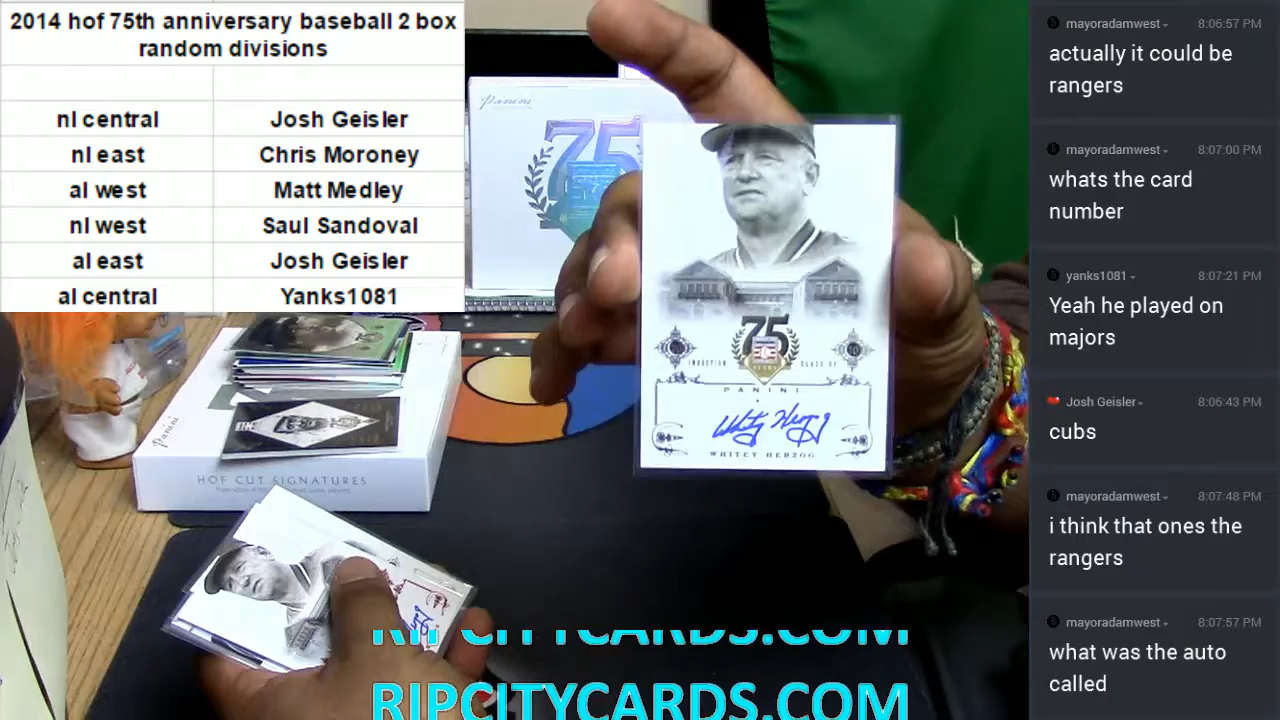 2014 hof 75th anniversary baseball 2 box
random divisions
nl central Josh Geisler
nl east Chris Moroney
al west Matt Medley
nl west Saul Sandoval
al east Josh Geisler
al central Yanks1081
Panini
75
75
INDUCTION CLASS OF
PANINI
Whitey Herzog
WHITEY HERZOG
Panini
HOF CUT SIGNATURES
RIPCITYCARDS.COM
RIPCITYCARDS.COM
mayoradamwest 8:06:57 PM
actually it could be
rangers
mayoradamwest 8:07:00 PM
whats the card
number
yanks1081 8:07:21 PM
Yeah he played on
majors
Josh Geisler 8:06:43 PM
cubs
mayoradamwest 8:07:48 PM
i think that ones the
rangers
mayoradamwest 8:07:57 PM
what was the auto
called